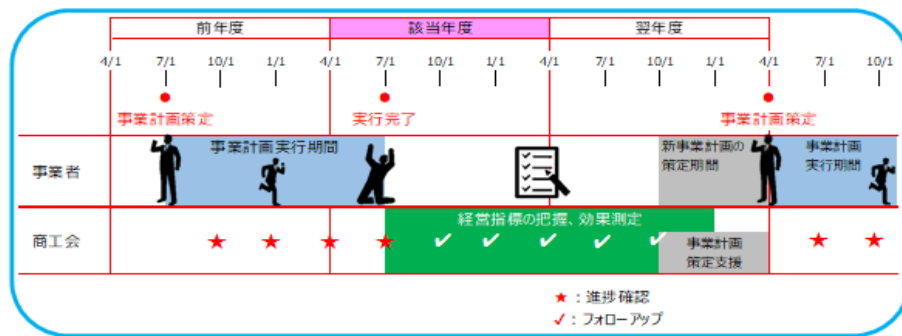 前年度 該当年度 翌年度
4/1 7/1 10/1 1/1 4/1 7/1 10/1 1/1 4/1 7/1 10/1 1/1 4/1 7/1 10/1
事業計画策定 実行完了 事業計画策定
事業者
事業計画実行期間
新事業計画の
策定期間
事業計画
実行期間
商工会
経営指標の把握、効果測定
事業計画
策定支援
★：進捗確認
✓：フォローアップ